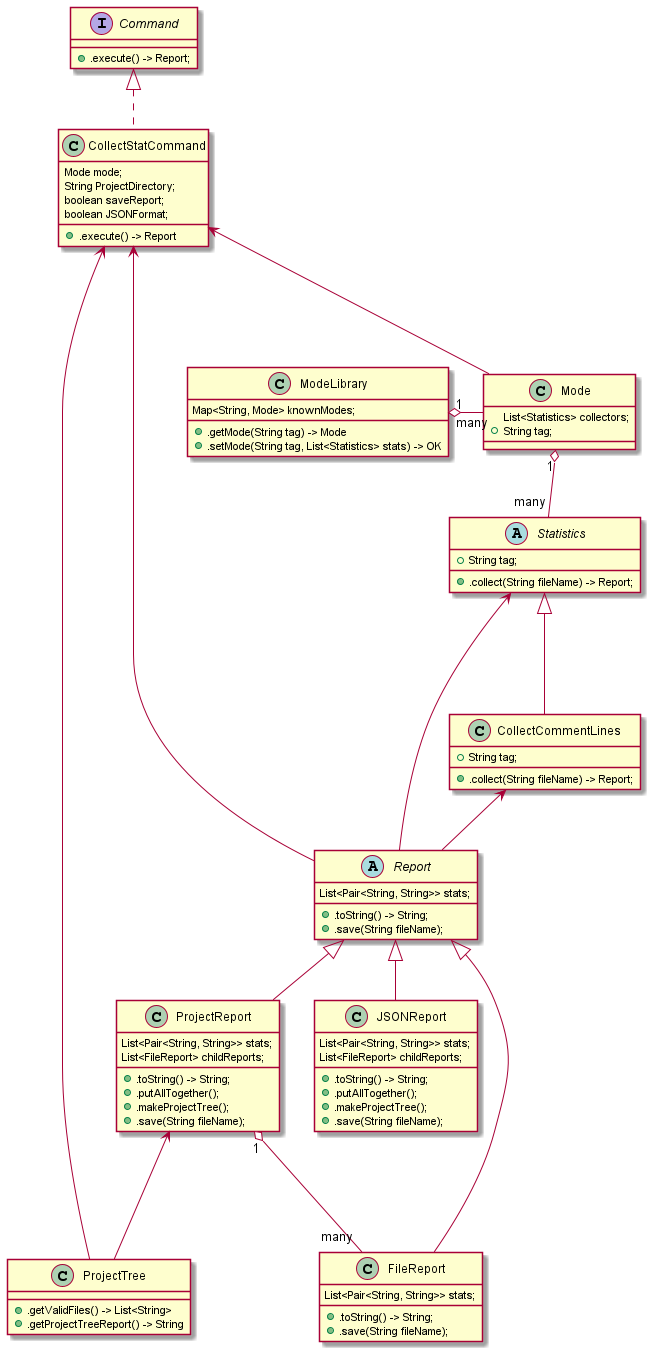 I Command
.execute() -> Report;
C CollectStatCommand
Mode mode;
String ProjectDirectory;
boolean saveReport;
boolean JSONFormat;
.execute() -> Report
C ModeLibrary
Map<String, Mode> knownModes;
.getMode(String tag) -> Mode
.setMode(String tag, List<Statistics> stats) -> OK
1
many
C Mode
List<Statistics> collectors;
String tag;
1
many
A Statistics
String tag;
.collect(String fileName) -> Report;
C CollectCommentLines
String tag;
.collect(String fileName) -> Report;
A Report
List<Pair<String, String>> stats;
.toString() -> String;
.save(String fileName);
C ProjectReport
List<Pair<String, String>> stats;
List<FileReport> childReports;
.toString() -> String;
.putAllTogether();
.makeProjectTree();
.save(String fileName);
C JSONReport
List<Pair<String, String>> stats;
List<FileReport> childReports;
.toString() -> String;
.putAllTogether();
.makeProjectTree();
.save(String fileName);
1
many
C ProjectTree
.getValidFiles() -> List<String>
.getProjectTreeReport() -> String
C FileReport
List<Pair<String, String>> stats;
.toString() -> String;
.save(String fileName);